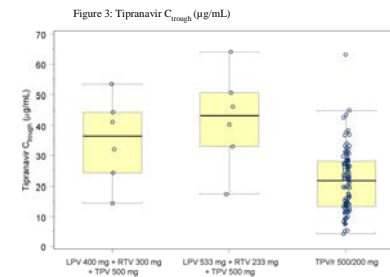 Figure 3: Tipranavir Ctrough (µg/mL)
70
60
50
40
30
20
10
0
Tipranavir Ctrough (µg/mL)
LPV 400 mg + RTV 300 mg
+ TPV 500 mg
LPV 533 mg + RTV 233 mg
+ TPV 500 mg
TPV/r 500/200 mg